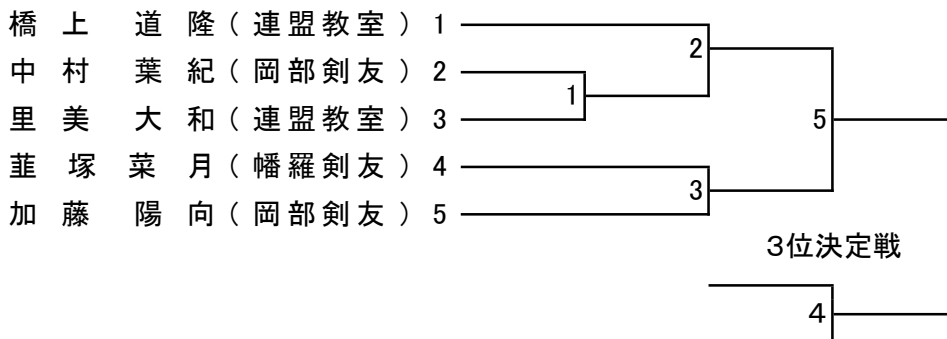 橋上 道隆(連盟教室) 1
中村 葉紀(岡部剣友) 2
里美 大和(連盟教室) 3
韮塚 菜月(幡羅剣友) 4
加藤 陽向(岡部剣友) 5
2
1
5
3
3位決定戦
4